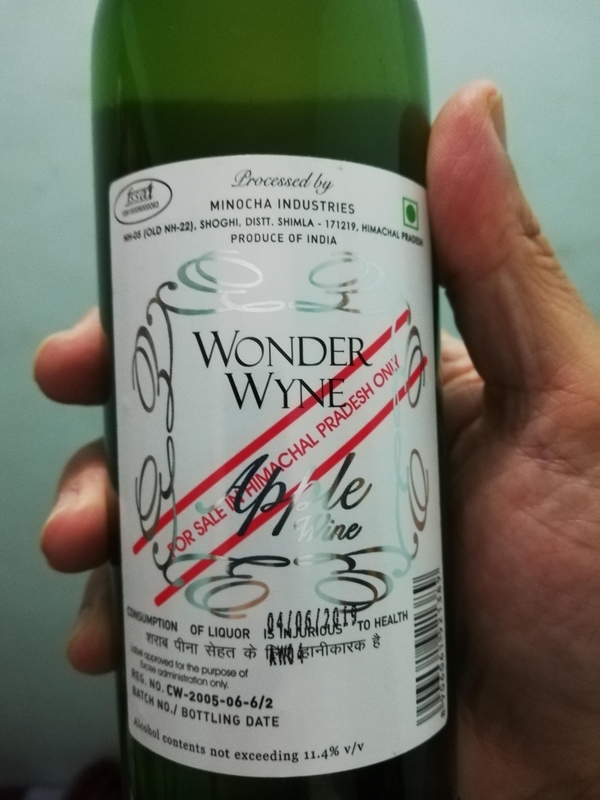 fssai
Processed by
MINOCHA INDUSTRIES
NH-05 (OLD NH-22), SHOGHI, DISTT. SHIMLA - 171219, HIMACHAL PRADESH
PRODUCE OF INDIA
WONDER
WYNE
FOR SALE IN HIMACHAL PRADESH ONLY
Apple
Wine
04/06/2019
CONSUMPTION OF LIQUOR IS INJURIOUS TO HEALTH
शराब पीना सेहत के लिए हानीकारक है
Label approved for the purpose of
excise administration only.
REG. NO. CW-2005-06-6/2
BATCH NO./ BOTTLING DATE
Alcohol contents not exceeding 11.4% v/v